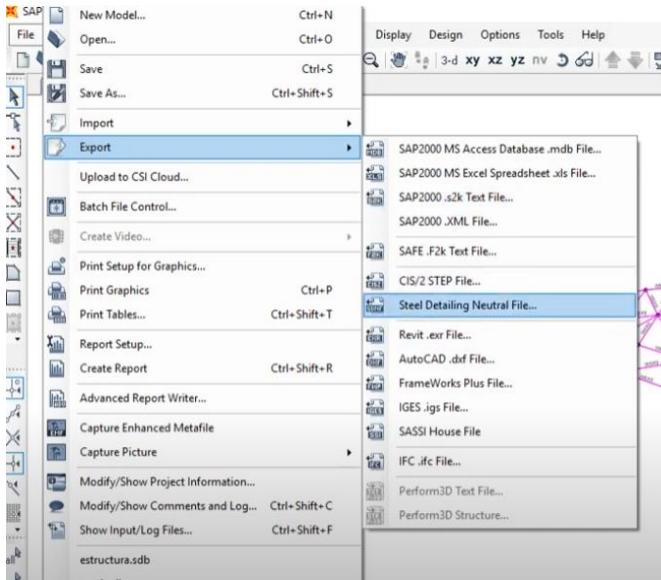 SAP
File
New Model... Ctrl+N
Open... Ctrl+O
Save Ctrl+S
Save As... Ctrl+Shift+S
Import
Export
Upload to CSI Cloud...
Batch File Control...
Create Video...
Print Setup for Graphics...
Print Graphics Ctrl+P
Print Tables... Ctrl+Shift+T
Report Setup...
Create Report Ctrl+Shift+R
Advanced Report Writer...
Capture Enhanced Metafile
Capture Picture
Modify/Show Project Information...
Modify/Show Comments and Log... Ctrl+Shift+C
Show Input/Log Files... Ctrl+Shift+F
estructura.sdb
Display Design Options Tools Help
3-d xy xz yz nv
SAP2000 MS Access Database .mdb File...
SAP2000 MS Excel Spreadsheet .xls File...
SAP2000 .s2k Text File...
SAP2000 .XML File...
SAFE .F2k Text File...
CIS/2 STEP File...
Steel Detailing Neutral File...
Revit .exr File...
AutoCAD .dxf File...
FrameWorks Plus File...
IGES .igs File...
SASSI House File
IFC .ifc File...
Perform3D Text File...
Perform3D Structure...
all